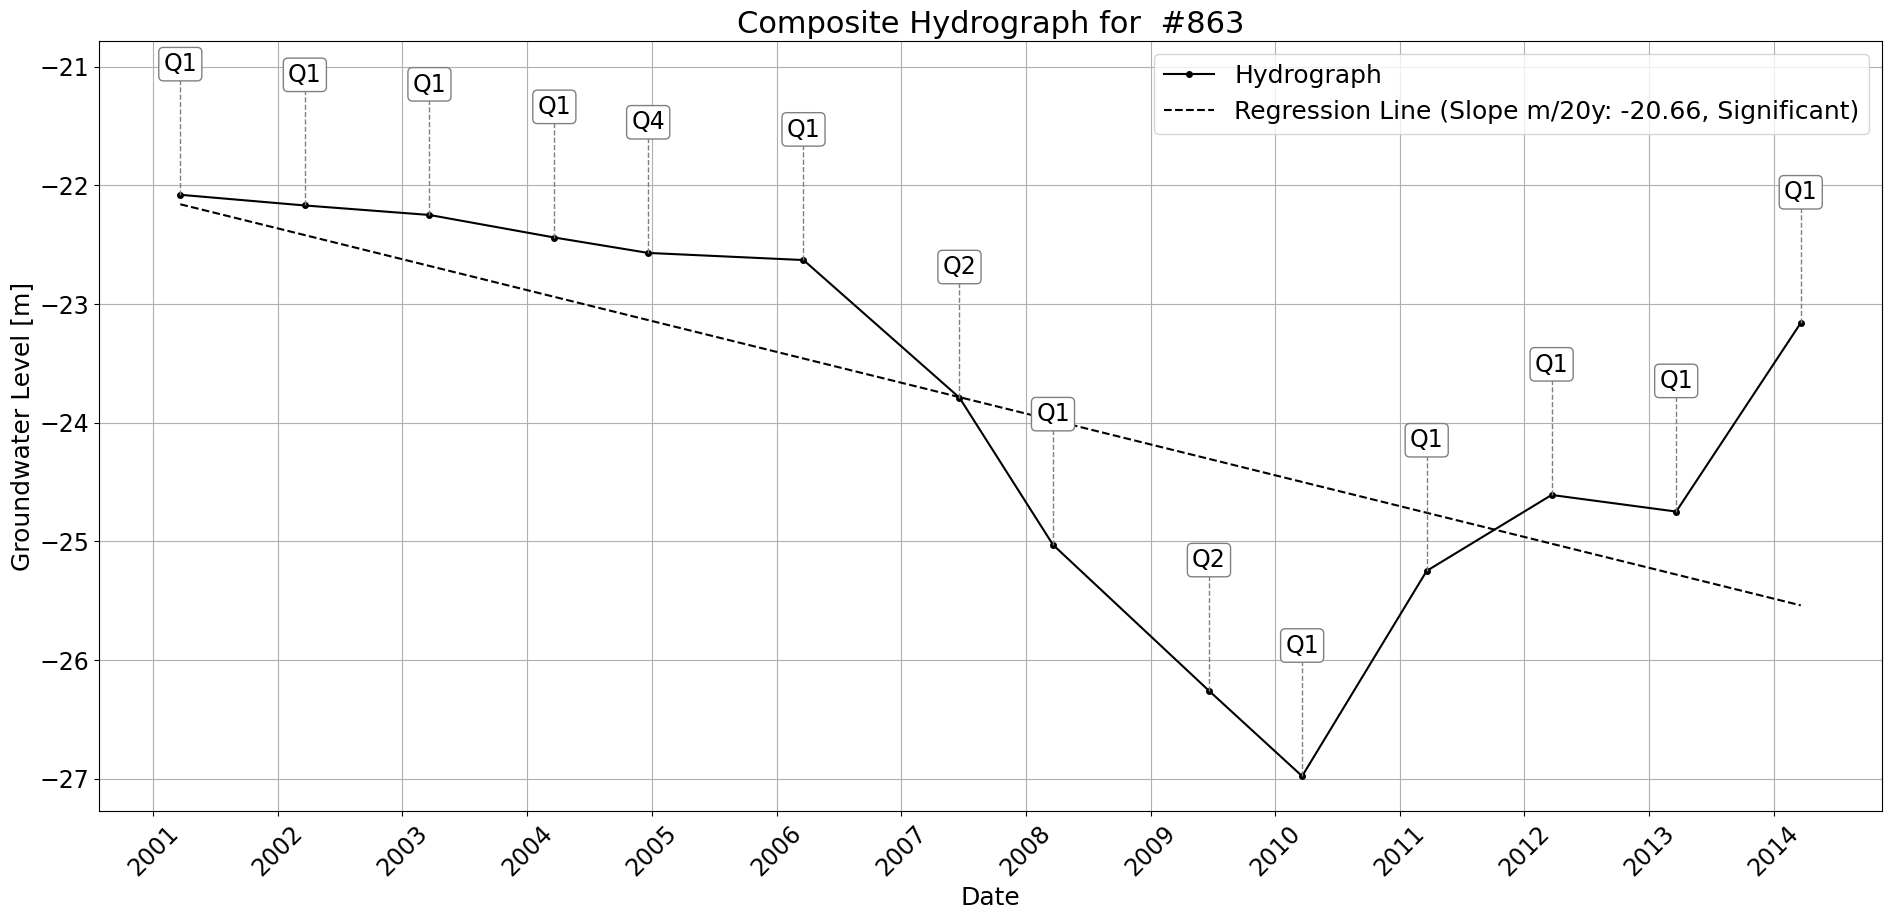 Composite Hydrograph for  #863
Hydrograph
Regression Line (Slope m/20y: -20.66, Significant)
Q1
Q1
Q1
Q1
Q4
Q1
Q2
Q1
Q2
Q1
Q1
Q1
Q1
Q1
Groundwater Level [m]
−21
−22
−23
−24
−25
−26
−27
2001
2002
2003
2004
2005
2006
2007
2008
2009
2010
2011
2012
2013
2014
Date